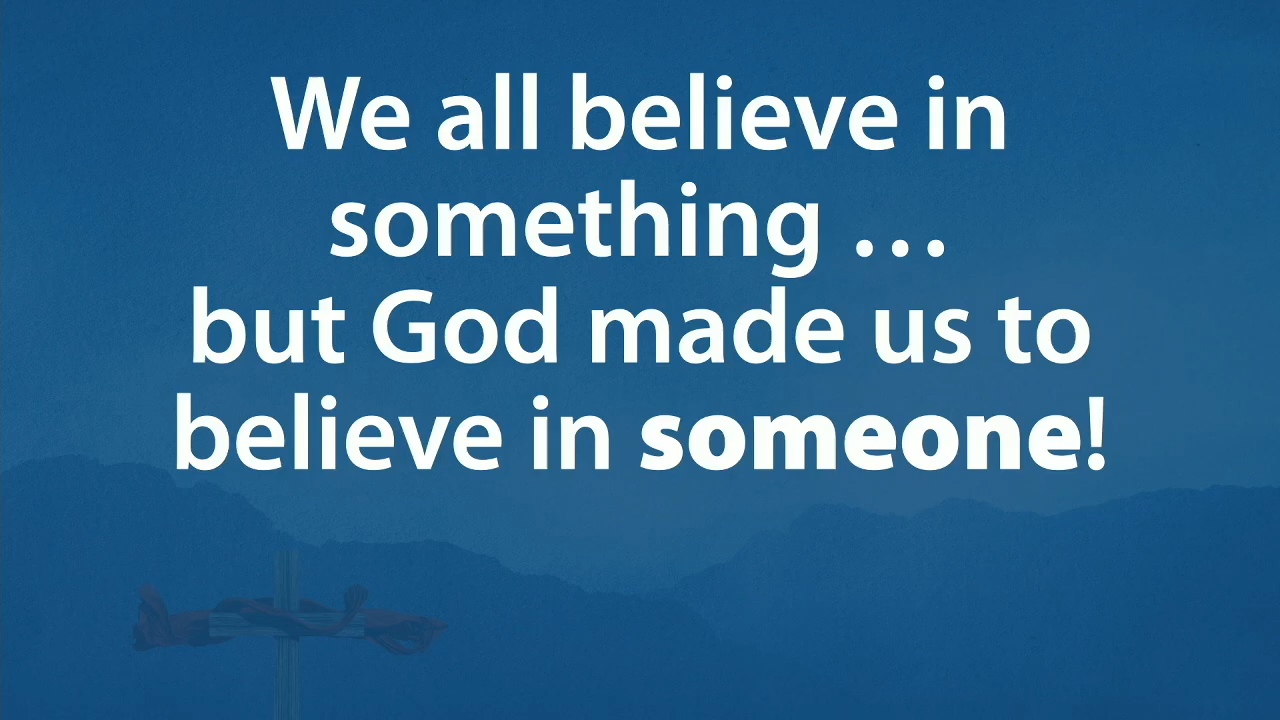 We all believe in
something …
but God made us to
believe in someone!